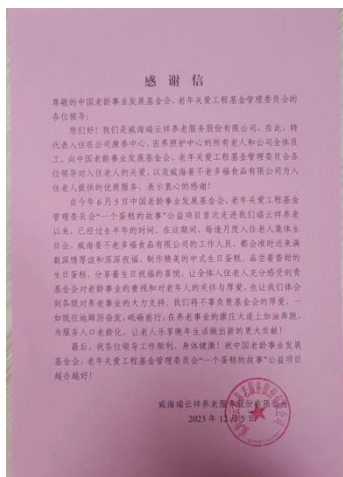 感 谢 信
尊敬的中国老龄事业发展基金会、老年关爱工程基金管理委员会的
各位领导：
您们好！我们是威海瑞云祥养老服务股份有限公司，在此，特
代表入住在公司康养中心、医养照护中心的所有老人和公司全体员
工，向中国老龄事业发展基金会、老年关爱工程基金管理委员会各
位领导对入住老人的关爱，以及威海姜不老多福食品有限公司为入
住老人提供的优质服务，表示衷心的感谢！
自今年6月5日中国老龄事业发展基金会、老年关爱工程基金
管理委员会“一个蛋糕的故事”公益项目首次走进我们瑞云祥养老
以来，已经过去半年的时间。在这期间，每逢月度入住老人集体生
日会，威海姜不老多福食品有限公司的工作人员，都会准时送来满
载深情厚谊和深深祝福、制作精美的中式生日蛋糕。品尝着香甜的
生日蛋糕，分享着生日祝福的喜悦，让全体入住老人充分感受到贵
基金会对老龄事业的重视和对老年人的关怀与厚爱，也让我们体会
到各级对养老事业的大力支持。我们将不辜负贵基金会的厚爱，一
如既往地踔厉奋发、砥砺前行，在养老事业的康庄大道上加油奔跑，
为服务人口老龄化、让老人乐享晚年生活做出新的更大贡献！
最后，祝各位领导工作顺利、身体健康！祝中国老龄事业发展
基金会、老年关爱工程基金管理委员会“一个蛋糕的故事”公益项目
越办越好！
威海瑞云祥养老服务股份有限公司
2023年12月5日